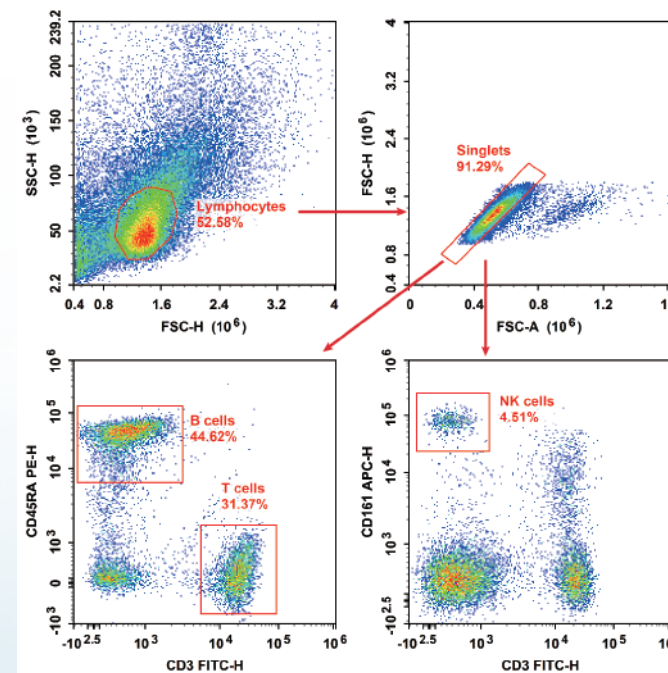 239.2
200
150
100
50
2.2
SSC-H (10³)
Lymphocytes
52.58%
0.4 0.8 1.6 2.4 3.2 4
FSC-H (10⁶)
4
3.2
2.4
1.6
0.8
0.4
FSC-H (10⁶)
Singlets
91.29%
0 0.4 0.8 1.2 1.6
FSC-A (10⁶)
10⁶
10⁵
10⁴
10³
0
-10³
CD45RA PE-H
B cells
44.62%
T cells
31.37%
-10²·⁵ 10³ 10⁴ 10⁵ 10⁶
CD3 FITC-H
10⁶
10⁵
10⁴
10³
-10²·⁵
CD161 APC-H
NK cells
4.51%
-10²·⁵ 10³ 10⁴ 10⁵ 10
CD3 FITC-H